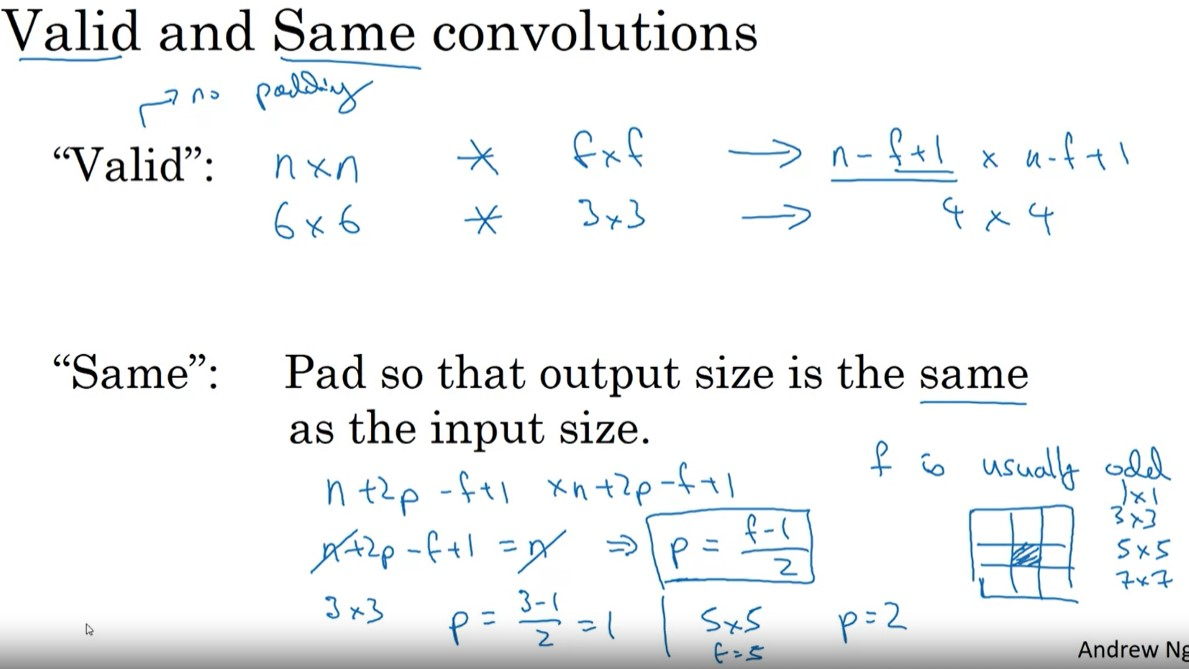 Valid and Same convolutions
→ no padding
“Valid”: n×n * f×f → n-f+1 × n-f+1
6×6 * 3×3 → 4×4
“Same”: Pad so that output size is the same
as the input size.
f is usually odd
1×1
3×3
5×5
7×7
n+2p-f+1 × n+2p-f+1
n+2p-f+1 = n ⇒ p = f-1/2
3×3 p = 3-1/2 = 1 | 5×5 p=2
f=5
Andrew Ng